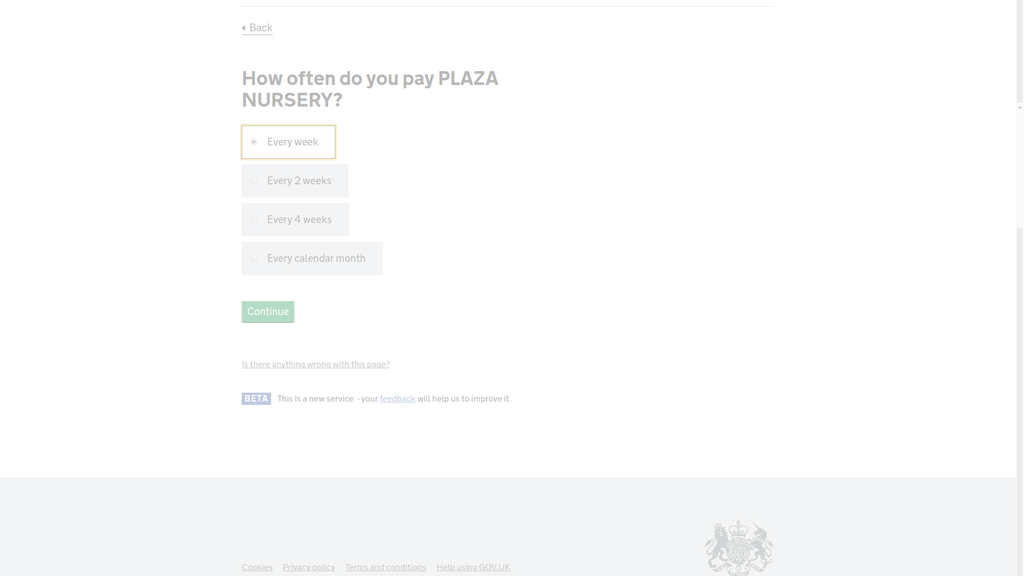 Back
How often do you pay PLAZA
NURSERY?
Every week
Every 2 weeks
Every 4 weeks
Every calendar month
Continue
Is there anything wrong with this page?
BETA This is a new service - your feedback will help us to improve it.
Cookies Privacy policy Terms and conditions Help using GOV.UK